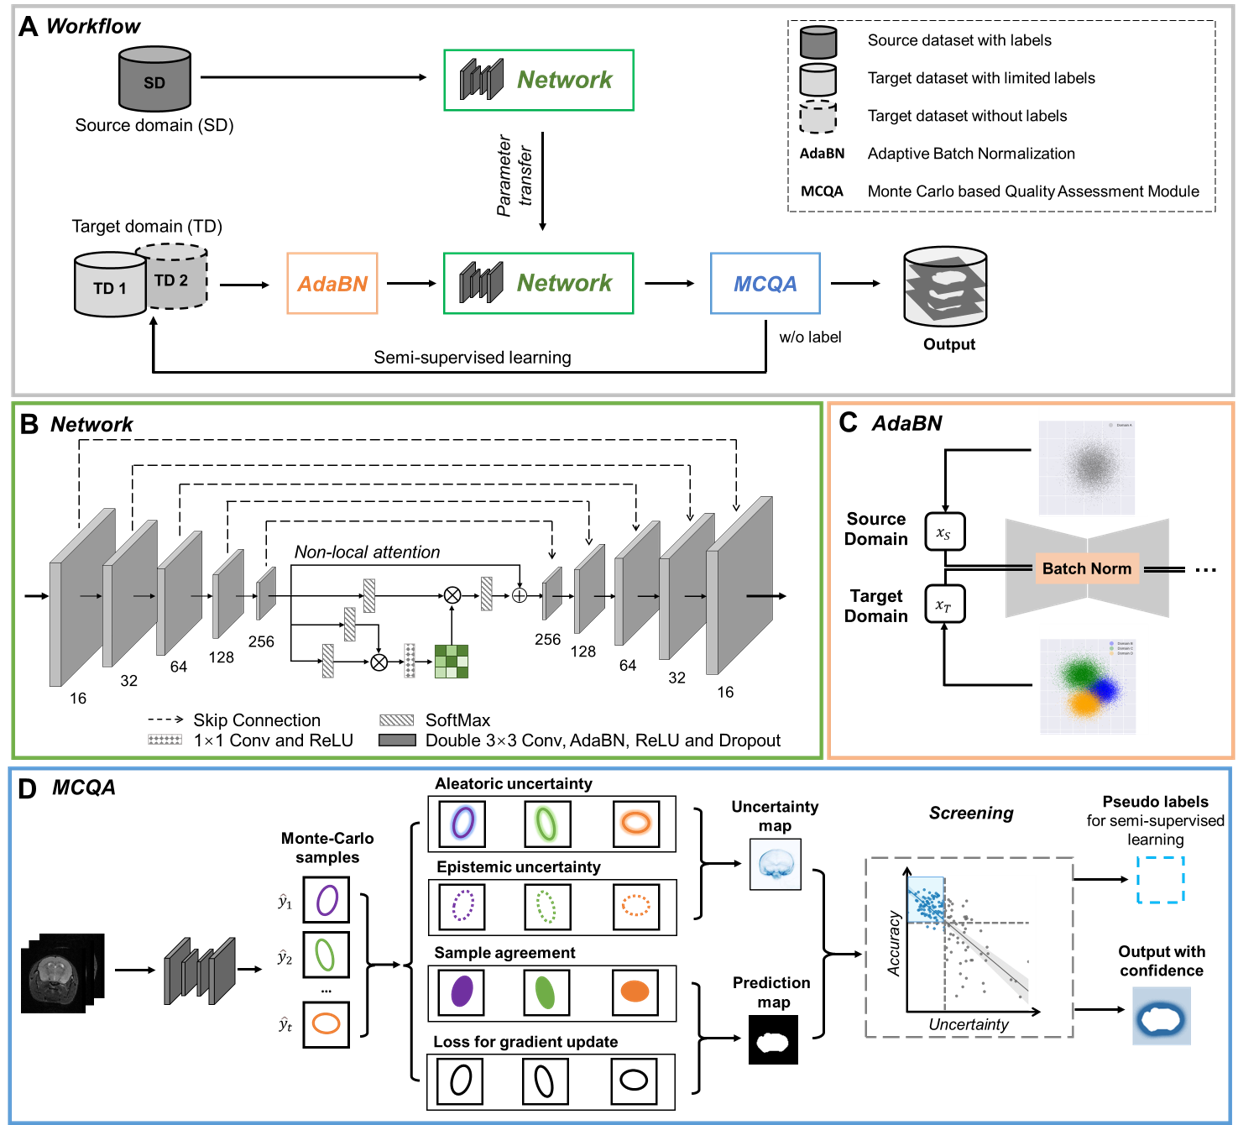 A Workflow
SD
Source domain (SD)
Network
Parameter
transfer
Source dataset with labels
Target dataset with limited labels
Target dataset without labels
AdaBN Adaptive Batch Normalization
MCQA Monte Carlo based Quality Assessment Module
Target domain (TD)
TD 1
TD 2
AdaBN
Network
MCQA
w/o label
Semi-supervised learning
Output
B Network
Non-local attention
16
32
64
128
256
256
128
64
32
16
Skip Connection
SoftMax
1×1 Conv and ReLU
Double 3×3 Conv, AdaBN, ReLU and Dropout
C AdaBN
Source
Domain
x_S
Batch Norm
...
Target
Domain
x_T
D MCQA
Monte-Carlo
samples
ŷ₁
ŷ₂
...
ŷ_t
Aleatoric uncertainty
Epistemic uncertainty
Sample agreement
Loss for gradient update
Uncertainty
map
Prediction
map
Screening
Accuracy
Uncertainty
Pseudo labels
for semi-supervised
learning
Output with
confidence